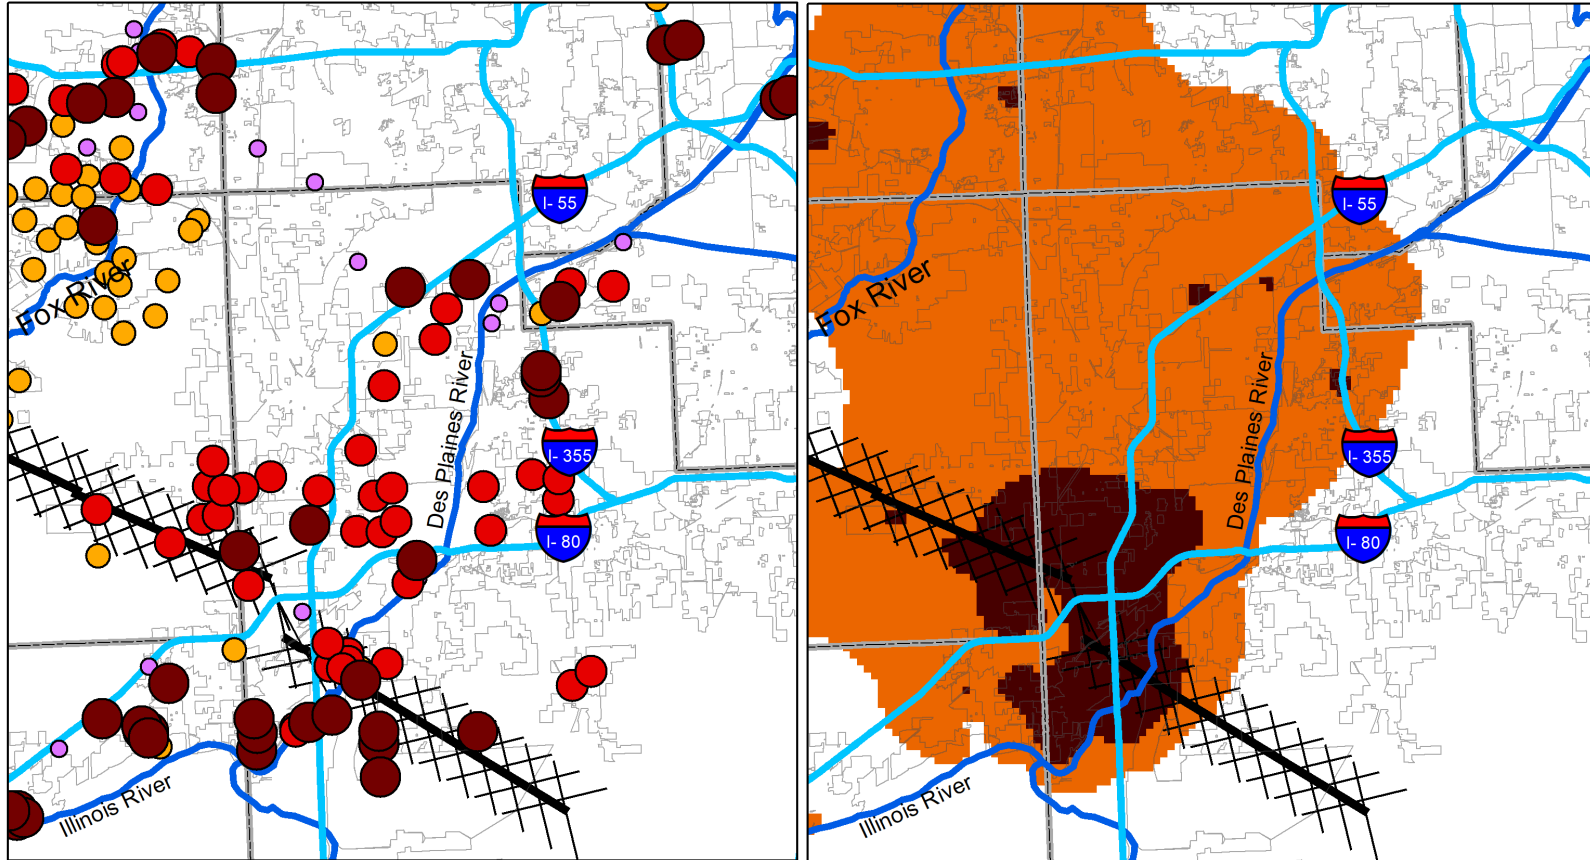 I- 55
Fox River
Des Plaines River
I- 355
I- 80
Illinois River
I- 55
Fox River
Des Plaines River
I- 355
I- 80
Illinois River